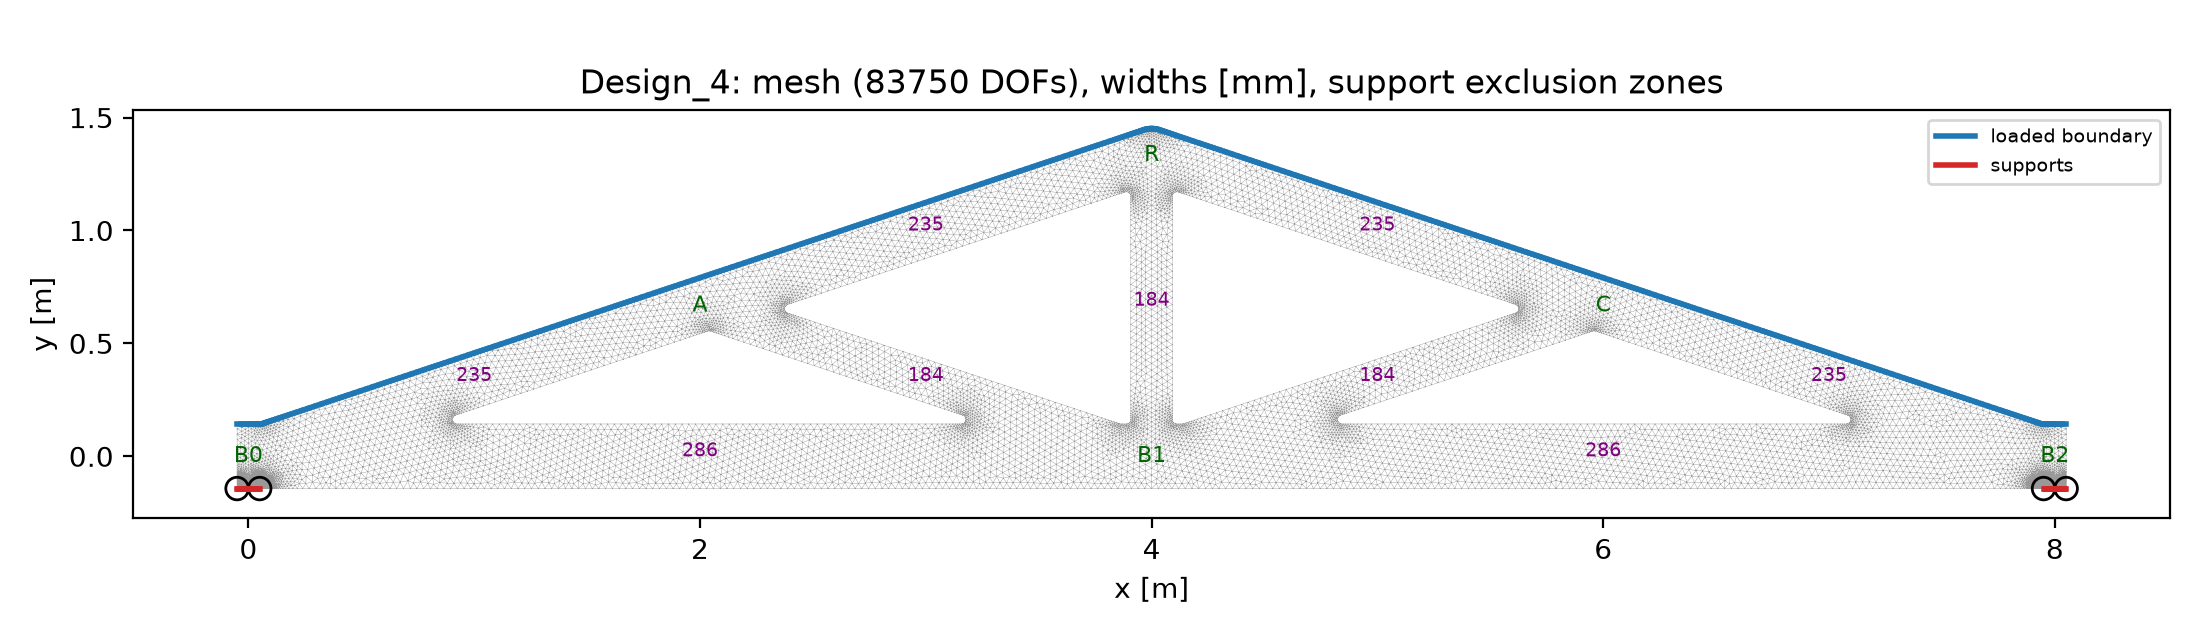 Design_4: mesh (83750 DOFs), widths [mm], support exclusion zones
1.5
1.0
0.5
0.0
y [m]
loaded boundary
supports
R
235
235
184
A
C
235
184
184
235
B0
286
B1
286
B2
0
2
4
6
8
x [m]